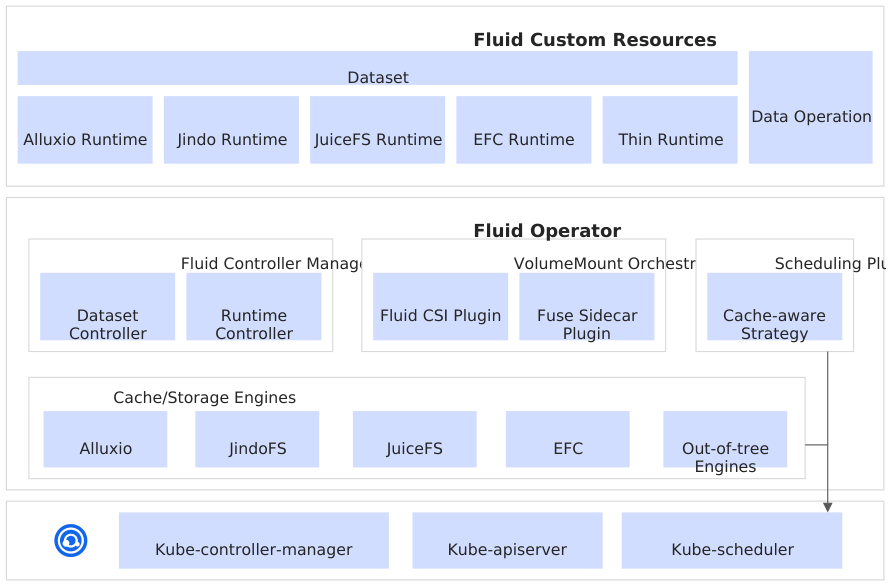 Fluid Custom Resources
Dataset
Data Operation
Alluxio Runtime
Jindo Runtime
JuiceFS Runtime
EFC Runtime
Thin Runtime
Fluid Operator
Fluid Controller Manage
VolumeMount Orchestr
Scheduling Plu
Dataset
Controller
Runtime
Controller
Fluid CSI Plugin
Fuse Sidecar
Plugin
Cache-aware
Strategy
Cache/Storage Engines
Alluxio
JindoFS
JuiceFS
EFC
Out-of-tree
Engines
Kube-controller-manager
Kube-apiserver
Kube-scheduler